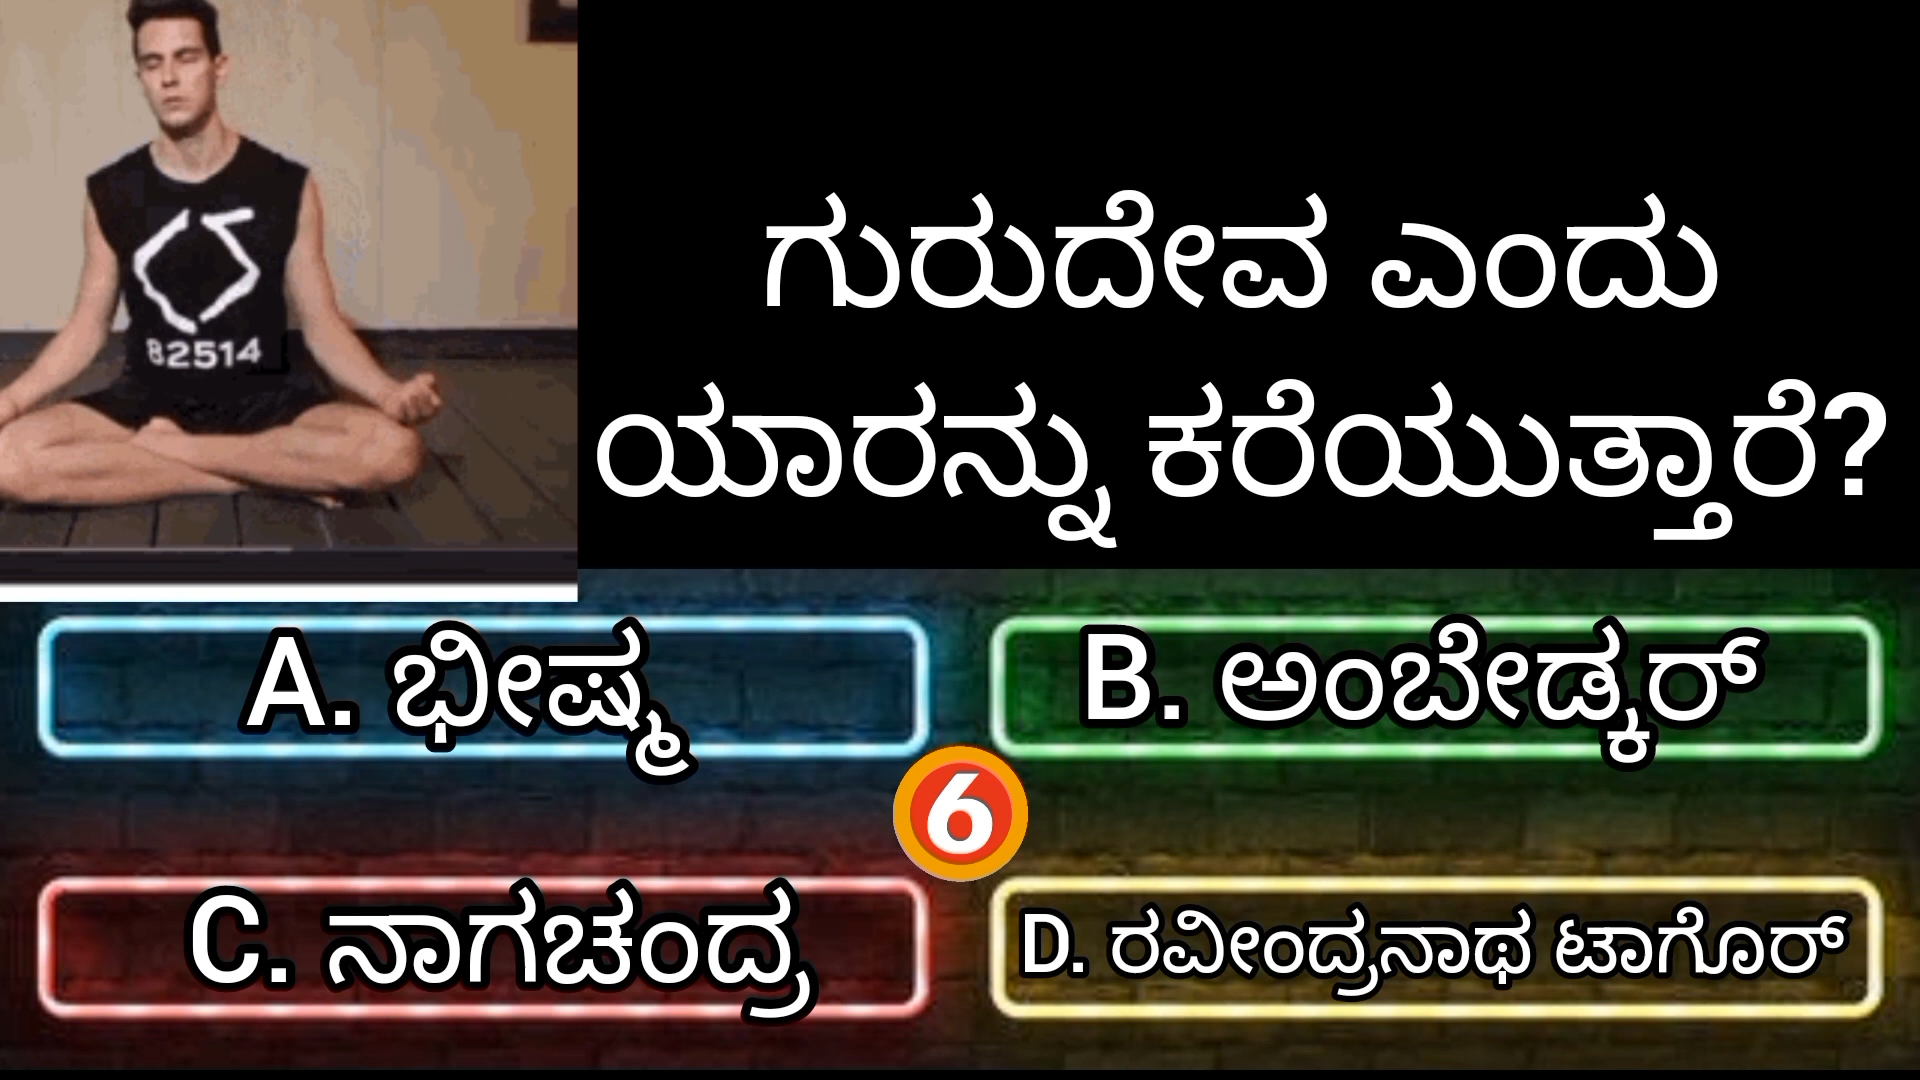 82514
ಗುರುದೇವ ಎಂದು
ಯಾರನ್ನು ಕರೆಯುತ್ತಾರೆ?
A. ಭೀಷ್ಮ
B. ಅಂಬೇಡ್ಕರ್
6
C. ನಾಗಚಂದ್ರ
D. ರವೀಂದ್ರನಾಥ ಟಾಗೊರ್